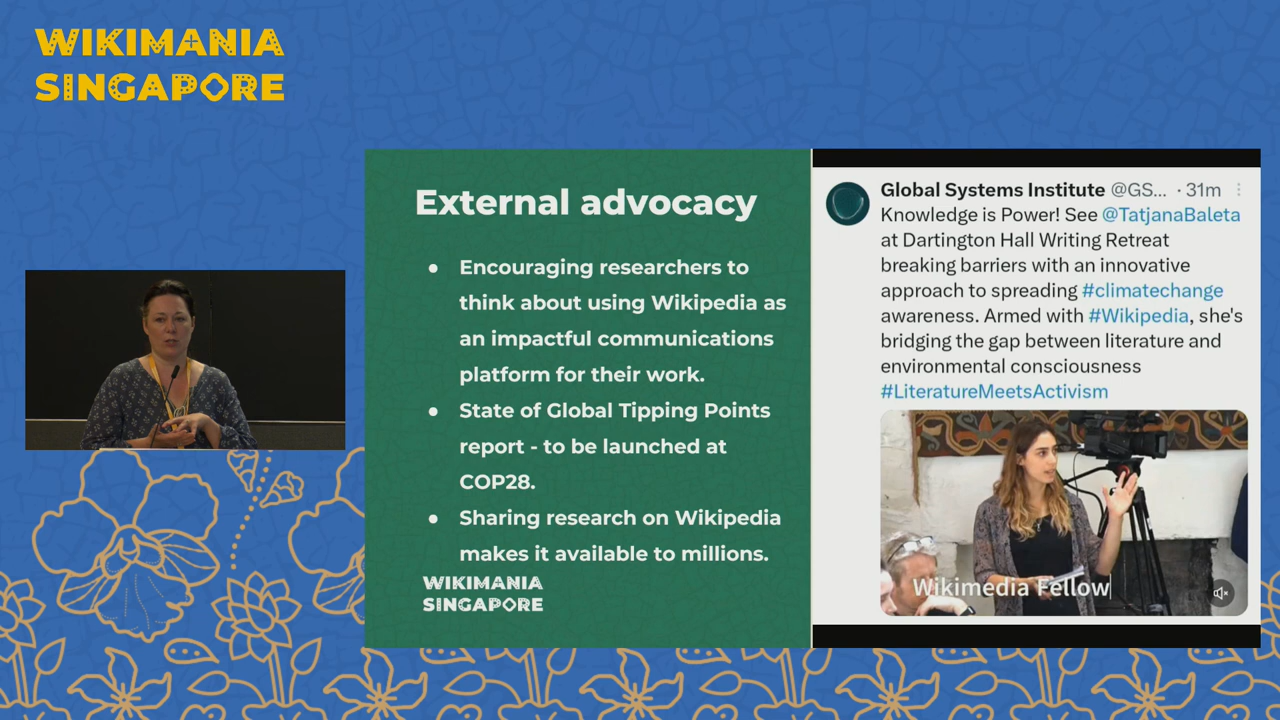 WIKIMANIA
SINGAPORE
External advocacy
● Encouraging researchers to
think about using Wikipedia as
an impactful communications
platform for their work.
● State of Global Tipping Points
report - to be launched at
COP28.
● Sharing research on Wikipedia
makes it available to millions.
WIKIMANIA
SINGAPORE
Global Systems Institute @GS... · 31m
Knowledge is Power! See @TatjanaBaleta
at Dartington Hall Writing Retreat
breaking barriers with an innovative
approach to spreading #climatechange
awareness. Armed with #Wikipedia, she's
bridging the gap between literature and
environmental consciousness
#LiteratureMeetsActivism
Wikimedia Fellow